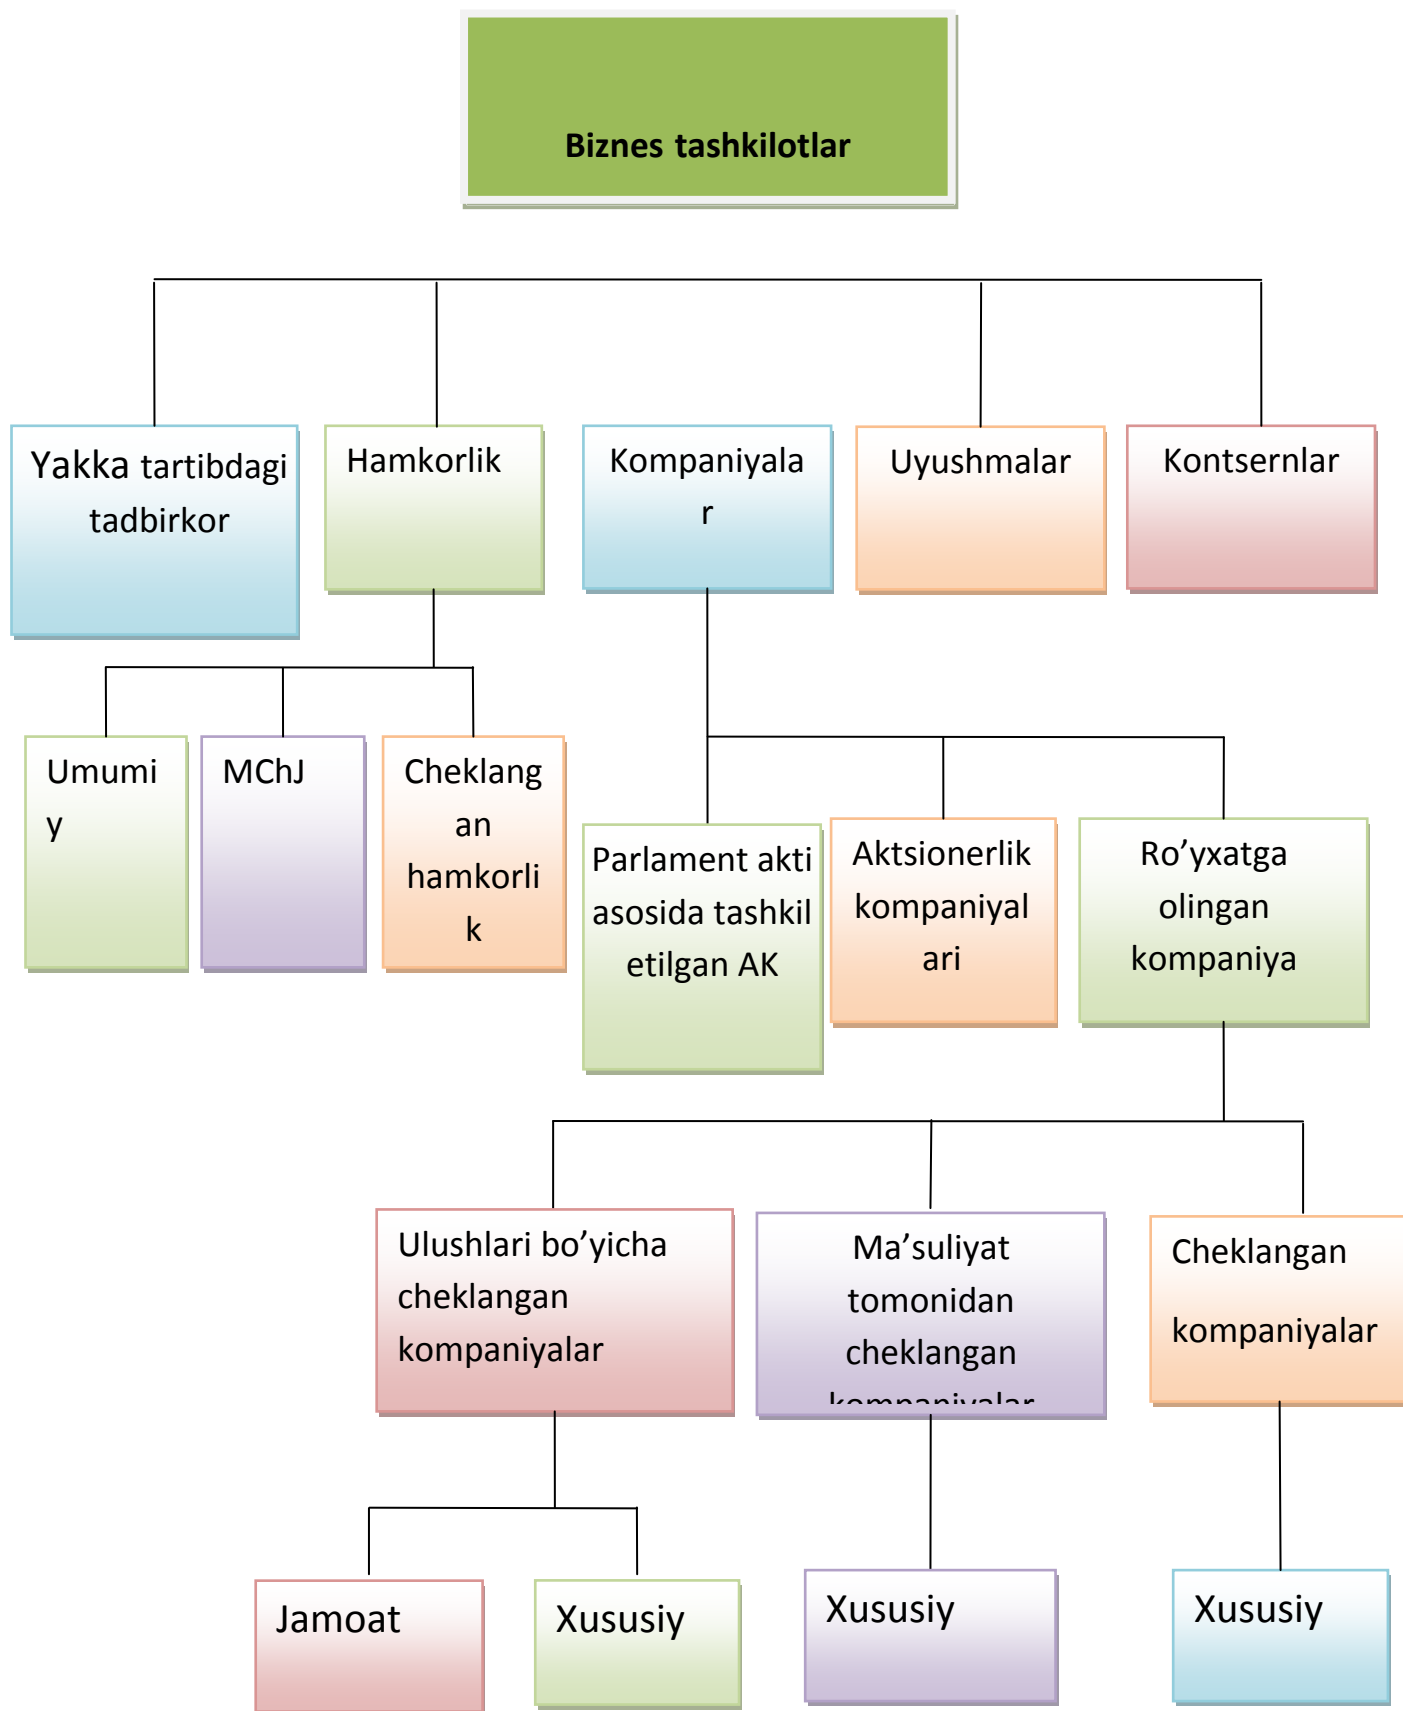 Biznes tashkilotlar
Yakka tartibdagi
tadbirkor
Hamkorlik
Kompaniyala
r
Uyushmalar
Kontsernlar
Umumi
y
MChJ
Cheklang
an
hamkorli
k
Parlament akti
asosida tashkil
etilgan AK
Aktsionerlik
kompaniyal
ari
Ro’yxatga
olingan
kompaniya
Ulushlari bo’yicha
cheklangan
kompaniyalar
Ma’suliyat
tomonidan
cheklangan
kompaniyalar
Cheklangan
kompaniyalar
Jamoat
Xususiy
Xususiy
Xususiy